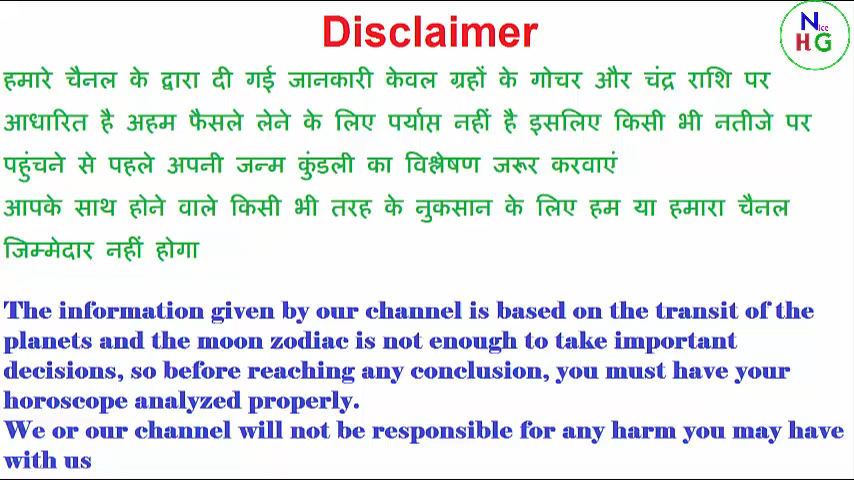 Disclaimer
N ice
H G
हमारे चैनल के द्वारा दी गई जानकारी केवल ग्रहों के गोचर और चंद्र राशि पर
आधारित है अहम फैसले लेने के लिए पर्याप्त नहीं है इसलिए किसी भी नतीजे पर
पहुंचने से पहले अपनी जन्म कुंडली का विश्लेषण जरूर करवाएं
आपके साथ होने वाले किसी भी तरह के नुकसान के लिए हम या हमारा चैनल
जिम्मेदार नहीं होगा
The information given by our channel is based on the transit of the
planets and the moon zodiac is not enough to take important
decisions, so before reaching any conclusion, you must have your
horoscope analyzed properly.
We or our channel will not be responsible for any harm you may have
with us